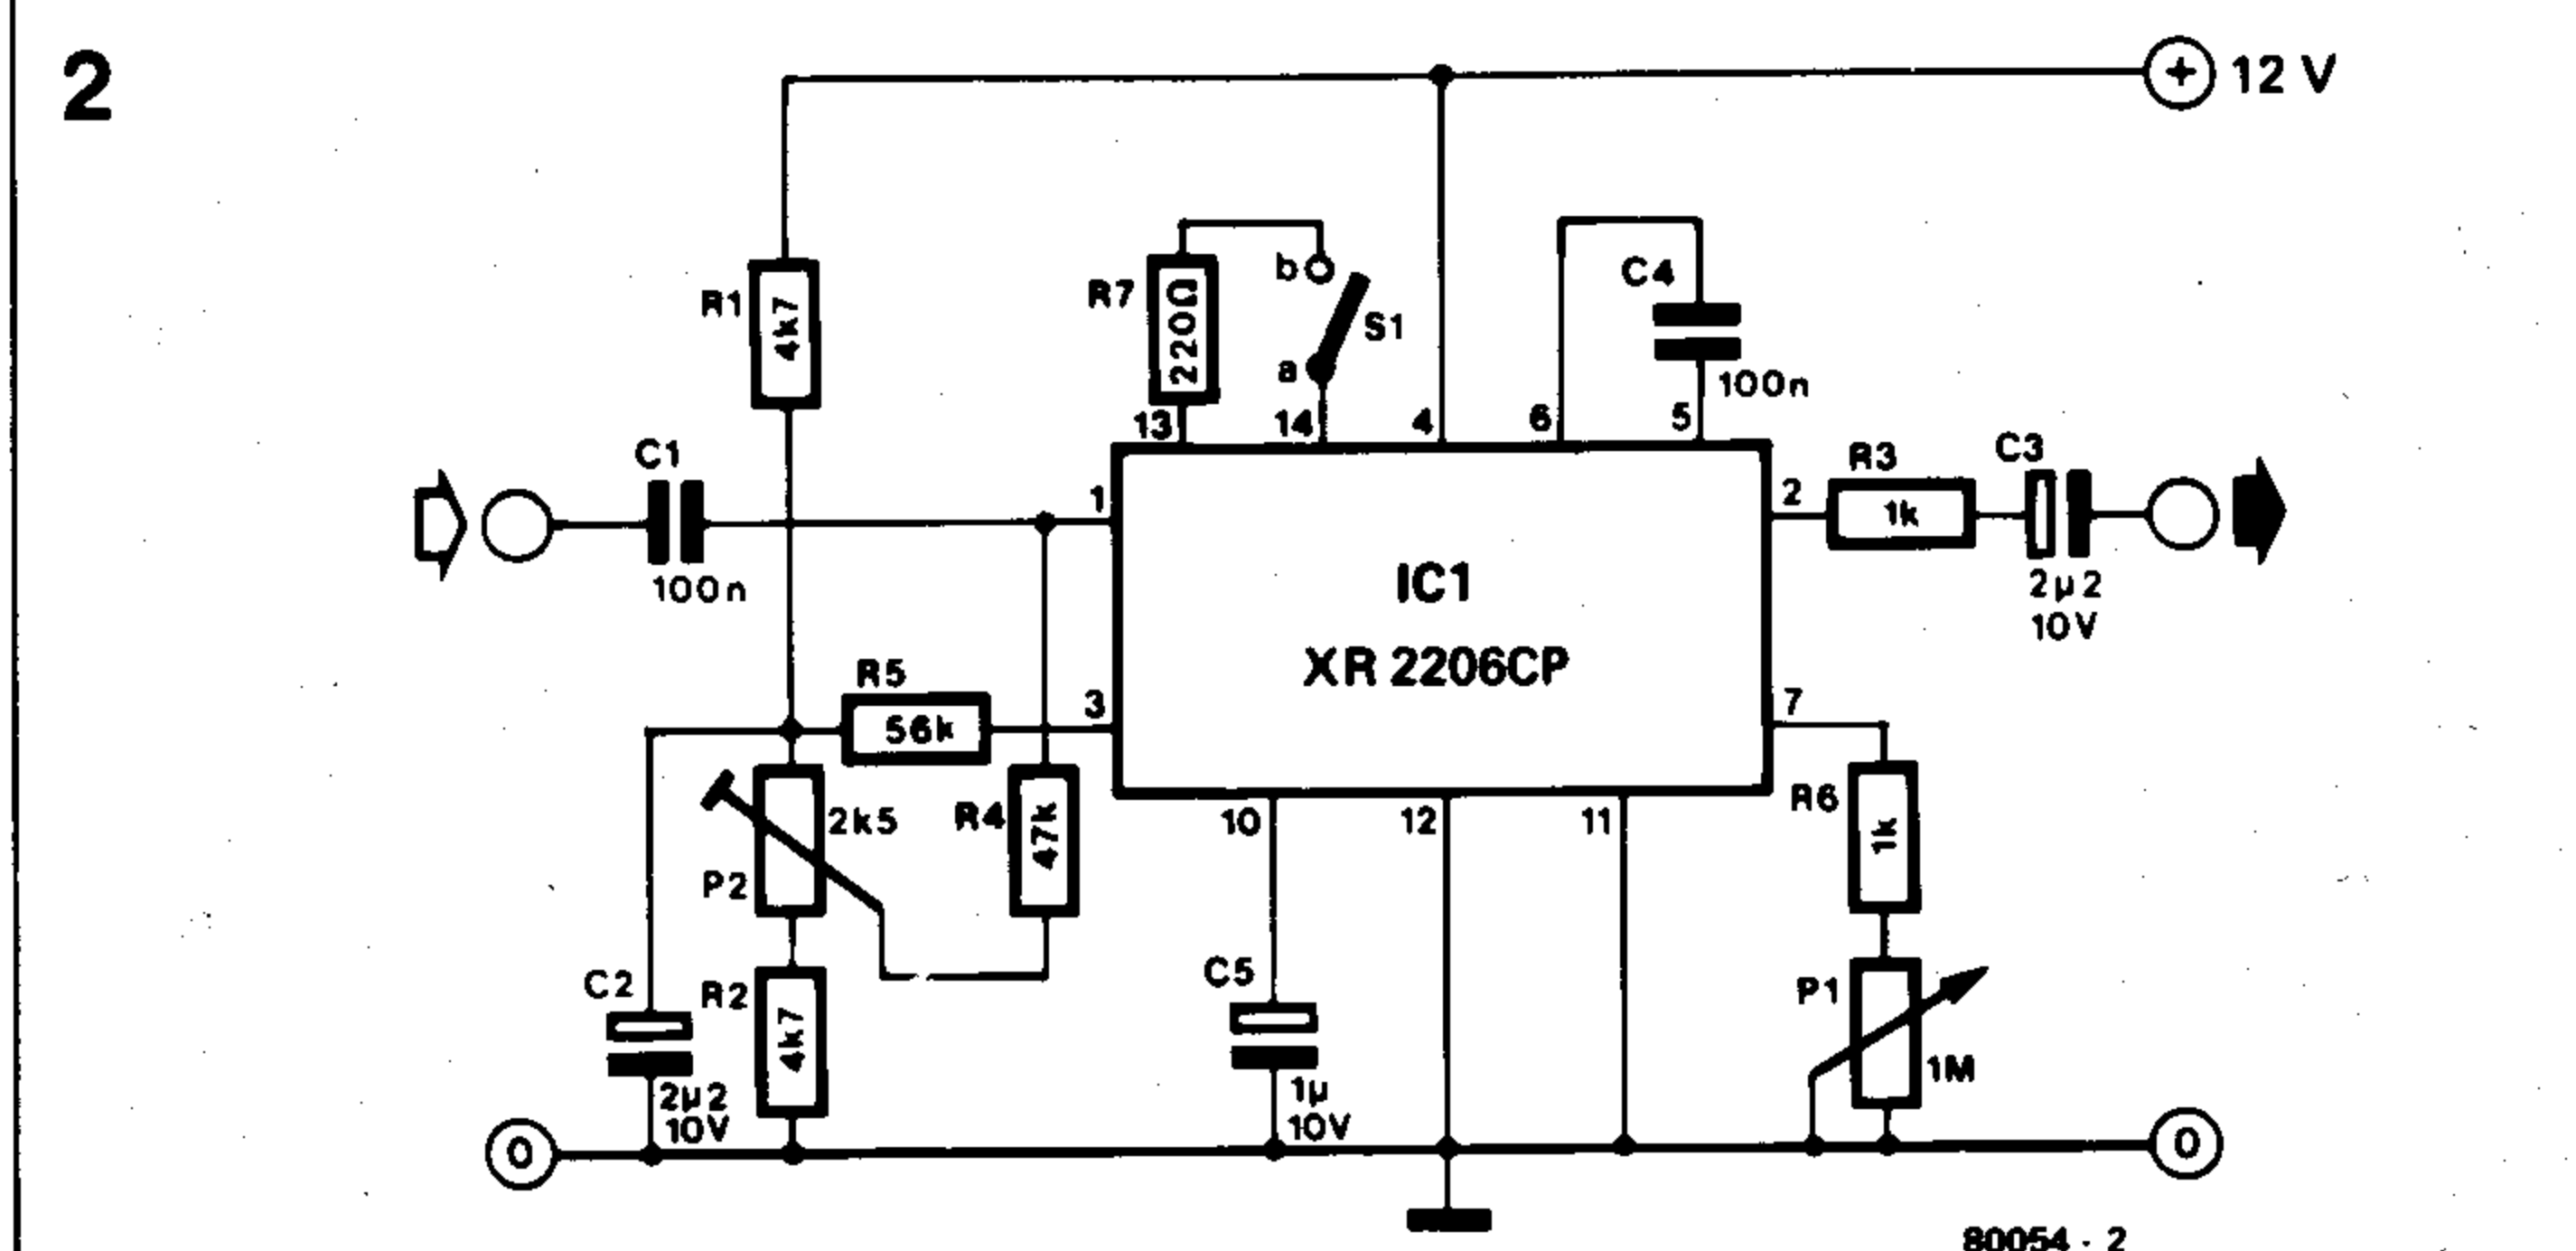 2
+ 12 V
R1
4k7
R7
220Ω
b
a
S1
C4
100n
13
14
4
6
5
C1
100n
1
2
R3
1k
C3
2µ2
10V
IC1
XR 2206CP
R5
56k
3
7
P2
2k5
R4
47k
10
12
11
R6
1k
C2
2µ2
10V
R2
4k7
C5
1µ
10V
P1
1M
0
0
80054 - 2